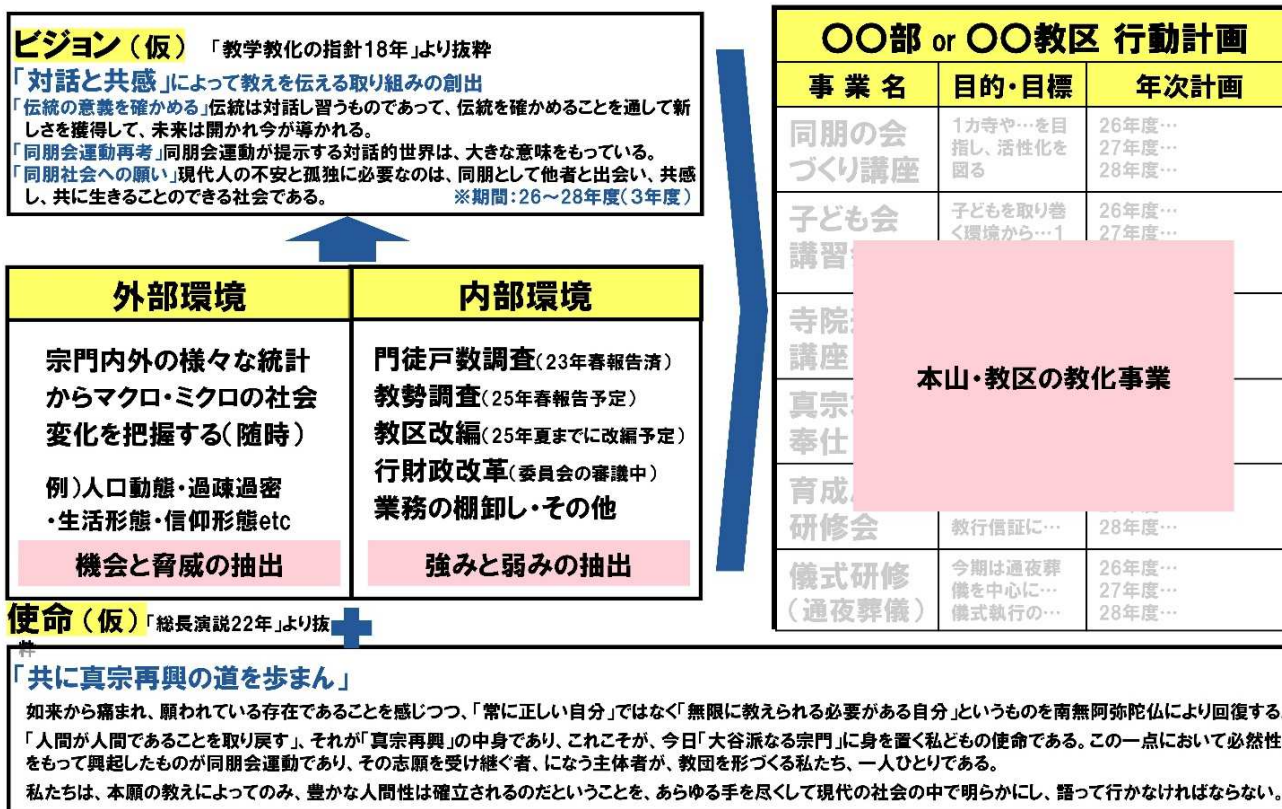 ビジョン（仮） 「教学教化の指針18年」より抜粋
「対話と共感」によって教えを伝える取り組みの創出
「伝統の意義を確かめる」伝統は対話し習うものであって、伝統を確かめることを通して新
しさを獲得して、未来は開かれ今が導かれる。
「同朋会運動再考」同朋会運動が提示する対話的世界は、大きな意味をもっている。
「同朋社会への願い」現代人の不安と孤独に必要なのは、同朋として他者と出会い、共感
し、共に生きることのできる社会である。 ※期間：26～28年度（3年度）
外部環境
宗門内外の様々な統計
からマクロ・ミクロの社会
変化を把握する（随時）
例）人口動態・過疎過密
・生活形態・信仰形態etc
機会と脅威の抽出
内部環境
門徒戸数調査（23年春報告済）
教勢調査（25年春報告予定）
教区改編（25年夏までに改編予定）
行財政改革（委員会の審議中）
業務の棚卸し・その他
強みと弱みの抽出
〇〇部 or 〇〇教区 行動計画
事業名 目的・目標 年次計画
同朋の会
づくり講座
1カ寺や…を目
指し、活性化を
図る
26年度…
27年度…
28年度…
子ども会
講習
子どもを取り巻
く環境から…1
26年度…
27年度…
寺院
講座
本山・教区の教化事業
真宗
奉仕
育成
研修会
教行信証に…
28年度…
儀式研修
（通夜葬儀）
今期は通夜葬
儀を中心に…
儀式執行の…
26年度…
27年度…
28年度…
使命（仮）「総長演説22年」より抜
粋
「共に真宗再興の道を歩まん」
如来から痛まれ、願われている存在であることを感じつつ、「常に正しい自分」ではなく「無限に教えられる必要がある自分」というものを南無阿弥陀仏により回復する。
「人間が人間であることを取り戻す」、それが「真宗再興」の中身であり、これこそが、今日「大谷派なる宗門」に身を置く私どもの使命である。この一点において必然性
をもって興起したものが同朋会運動であり、その志願を受け継ぐ者、になう主体者が、教団を形づくる私たち、一人ひとりである。
私たちは、本願の教えによってのみ、豊かな人間性は確立されるのだということを、あらゆる手を尽くして現代の社会の中で明らかにし、語って行かなければならない。